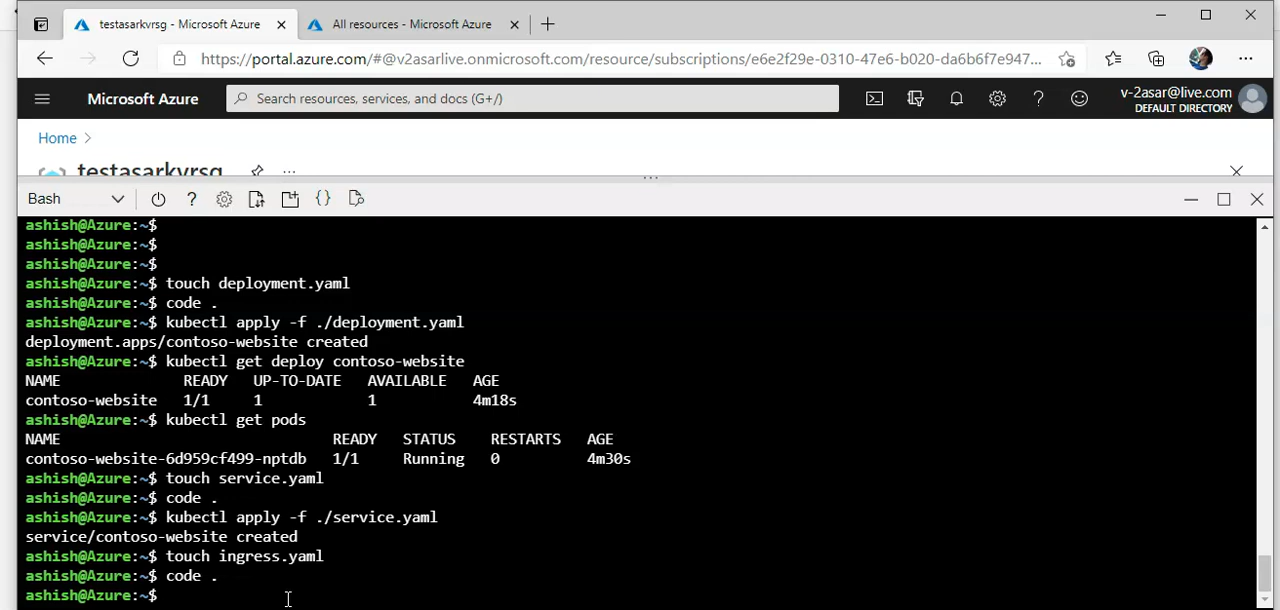 testasarkvrsg - Microsoft Azure
All resources - Microsoft Azure
https://portal.azure.com/#@v2asarlive.onmicrosoft.com/resource/subscriptions/e6e2f29e-0310-47e6-b020-da6b6f7e947...
Microsoft Azure
Search resources, services, and docs (G+/)
v-2asar@live.com
DEFAULT DIRECTORY
Home
testasarkvrsg
Bash
ashish@Azure:~$
ashish@Azure:~$
ashish@Azure:~$
ashish@Azure:~$ touch deployment.yaml
ashish@Azure:~$ code .
ashish@Azure:~$ kubectl apply -f ./deployment.yaml
deployment.apps/contoso-website created
ashish@Azure:~$ kubectl get deploy contoso-website
NAME READY UP-TO-DATE AVAILABLE AGE
contoso-website 1/1 1 1 4m18s
ashish@Azure:~$ kubectl get pods
NAME READY STATUS RESTARTS AGE
contoso-website-6d959cf499-nptdb 1/1 Running 0 4m30s
ashish@Azure:~$ touch service.yaml
ashish@Azure:~$ code .
ashish@Azure:~$ kubectl apply -f ./service.yaml
service/contoso-website created
ashish@Azure:~$ touch ingress.yaml
ashish@Azure:~$ code .
ashish@Azure:~$